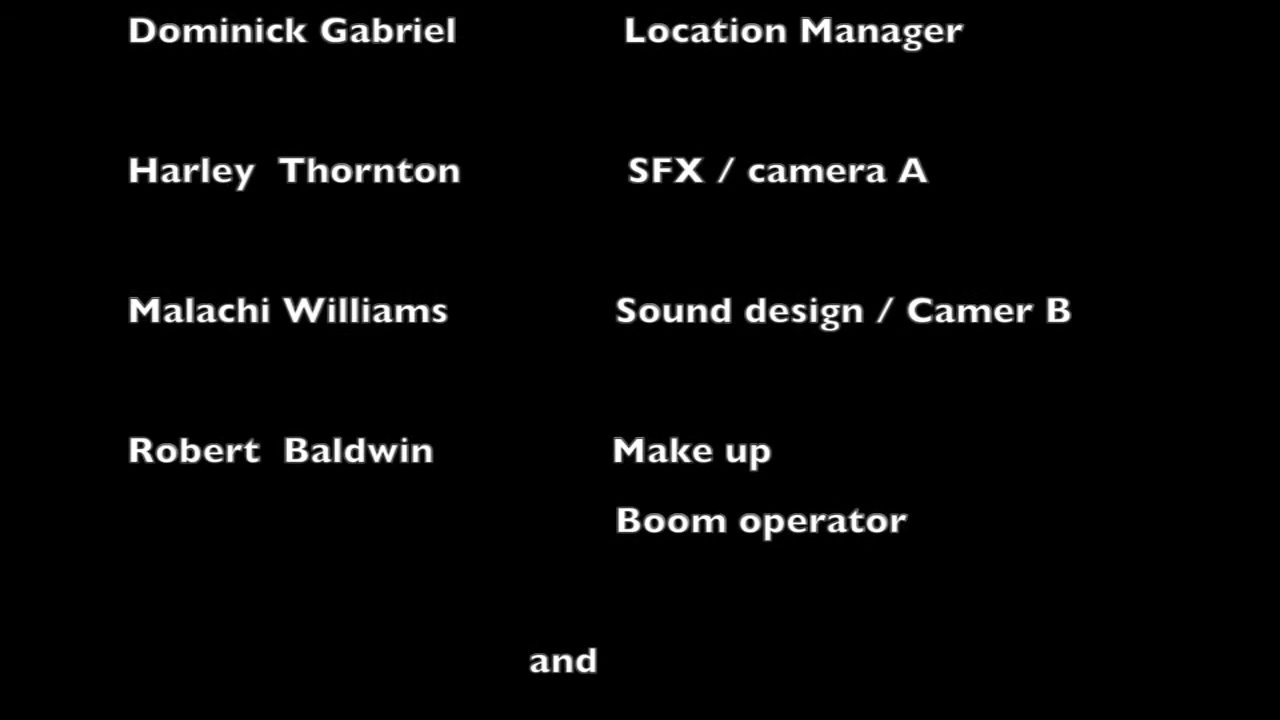 Dominick Gabriel Location Manager
Harley Thornton SFX / camera A
Malachi Williams Sound design / Camer B
Robert Baldwin Make up
Boom operator
and